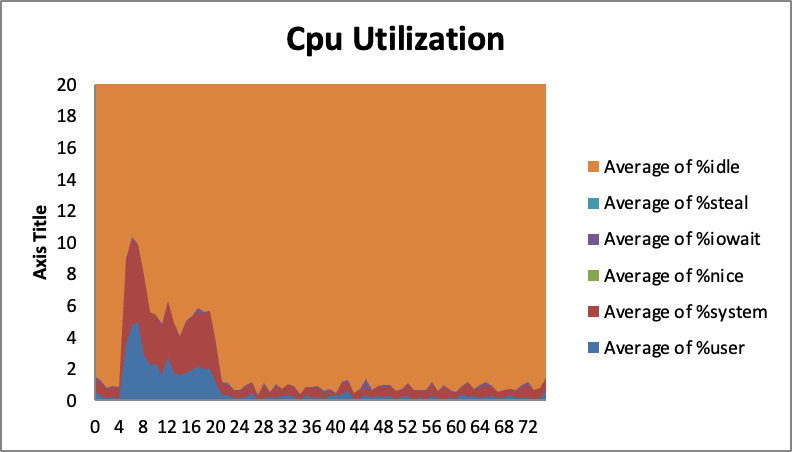 Cpu Utilization
20
18
16
14
12
10
8
6
4
2
0
Axis Title
0 4 8 12 16 20 24 28 32 36 40 44 48 52 56 60 64 68 72
Average of %idle
Average of %steal
Average of %iowait
Average of %nice
Average of %system
Average of %user